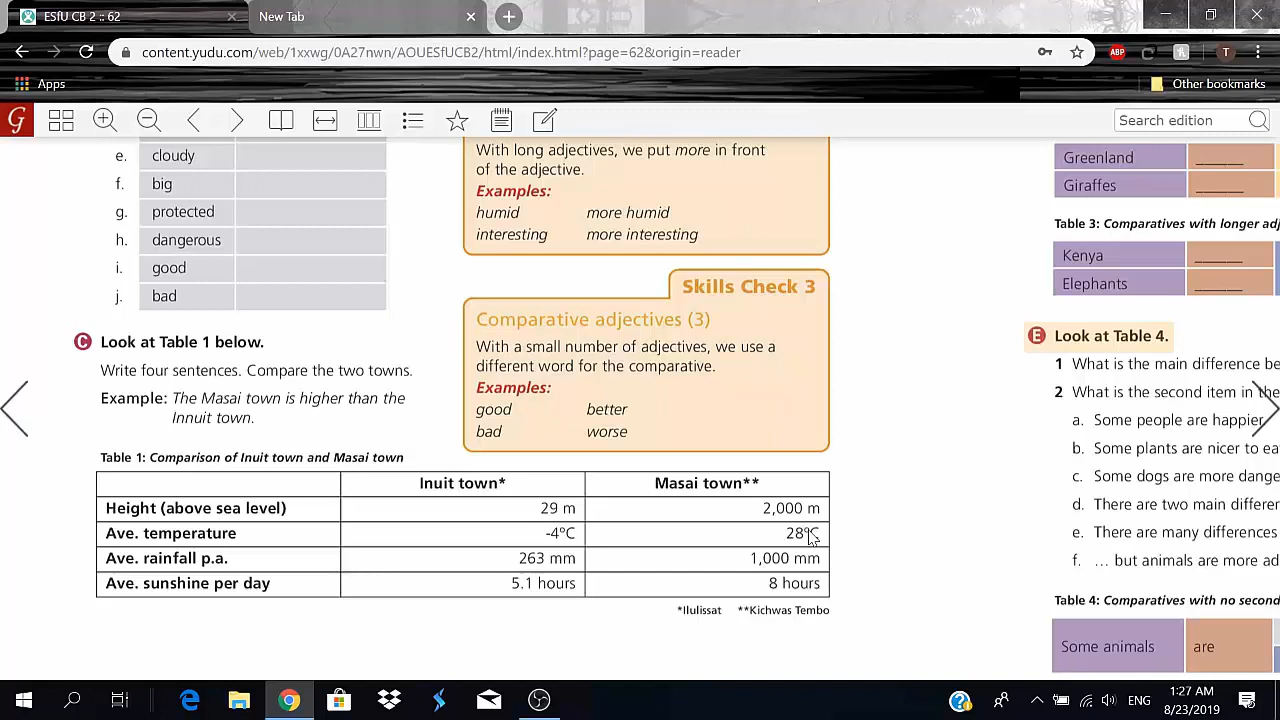 ESfU CB 2 :: 62
New Tab
content.yudu.com/web/1xxwg/0A27nwn/AOUESfUCB2/html/index.html?page=62&origin=reader
ABP
T
Apps
Other bookmarks
G
Search edition
e. cloudy
f. big
g. protected
h. dangerous
i. good
j. bad
With long adjectives, we put more in front
of the adjective.
Examples:
humid more humid
interesting more interesting
Skills Check 3
Comparative adjectives (3)
With a small number of adjectives, we use a
different word for the comparative.
Examples:
good better
bad worse
C Look at Table 1 below.
Write four sentences. Compare the two towns.
Example: The Masai town is higher than the
Innuit town.
Table 1: Comparison of Inuit town and Masai town
Inuit town* Masai town**
Height (above sea level) 29 m 2,000 m
Ave. temperature -4ºC 28ºC
Ave. rainfall p.a. 263 mm 1,000 mm
Ave. sunshine per day 5.1 hours 8 hours
*Ilulissat **Kichwas Tembo
Greenland ______
Giraffes ______
Table 3: Comparatives with longer adj
Kenya ______
Elephants ______
E Look at Table 4.
1 What is the main difference be
2 What is the second item in the
a. Some people are happier
b. Some plants are nicer to ea
c. Some dogs are more dange
d. There are two main differen
e. There are many differences
f. ... but animals are more ad
Table 4: Comparatives with no second
Some animals are
ENG
1:27 AM
8/23/2019